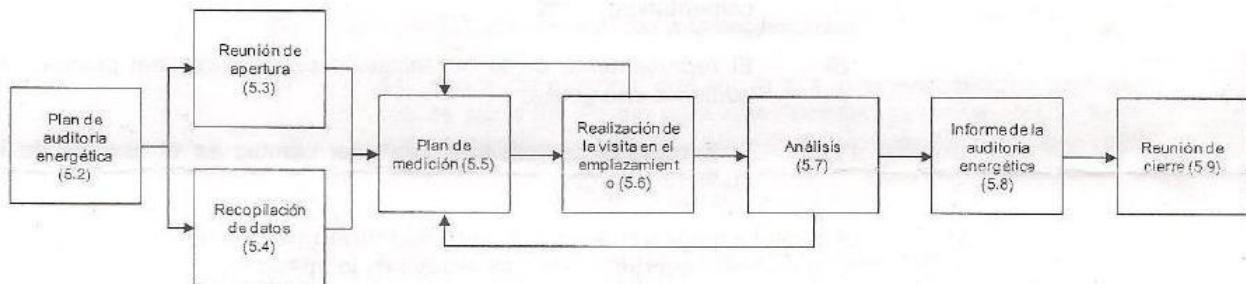 Plan de
auditoria
energética
(5.2)
Reunión de
apertura
(5.3)
Recopilación
de datos
(5.4)
Plan de
medición (5.5)
Realización de
la visita en el
emplazamient
o (5.6)
Análisis
(5.7)
Informe de la
auditoria
energética
(5.8)
Reunión de
cierre (5.9)